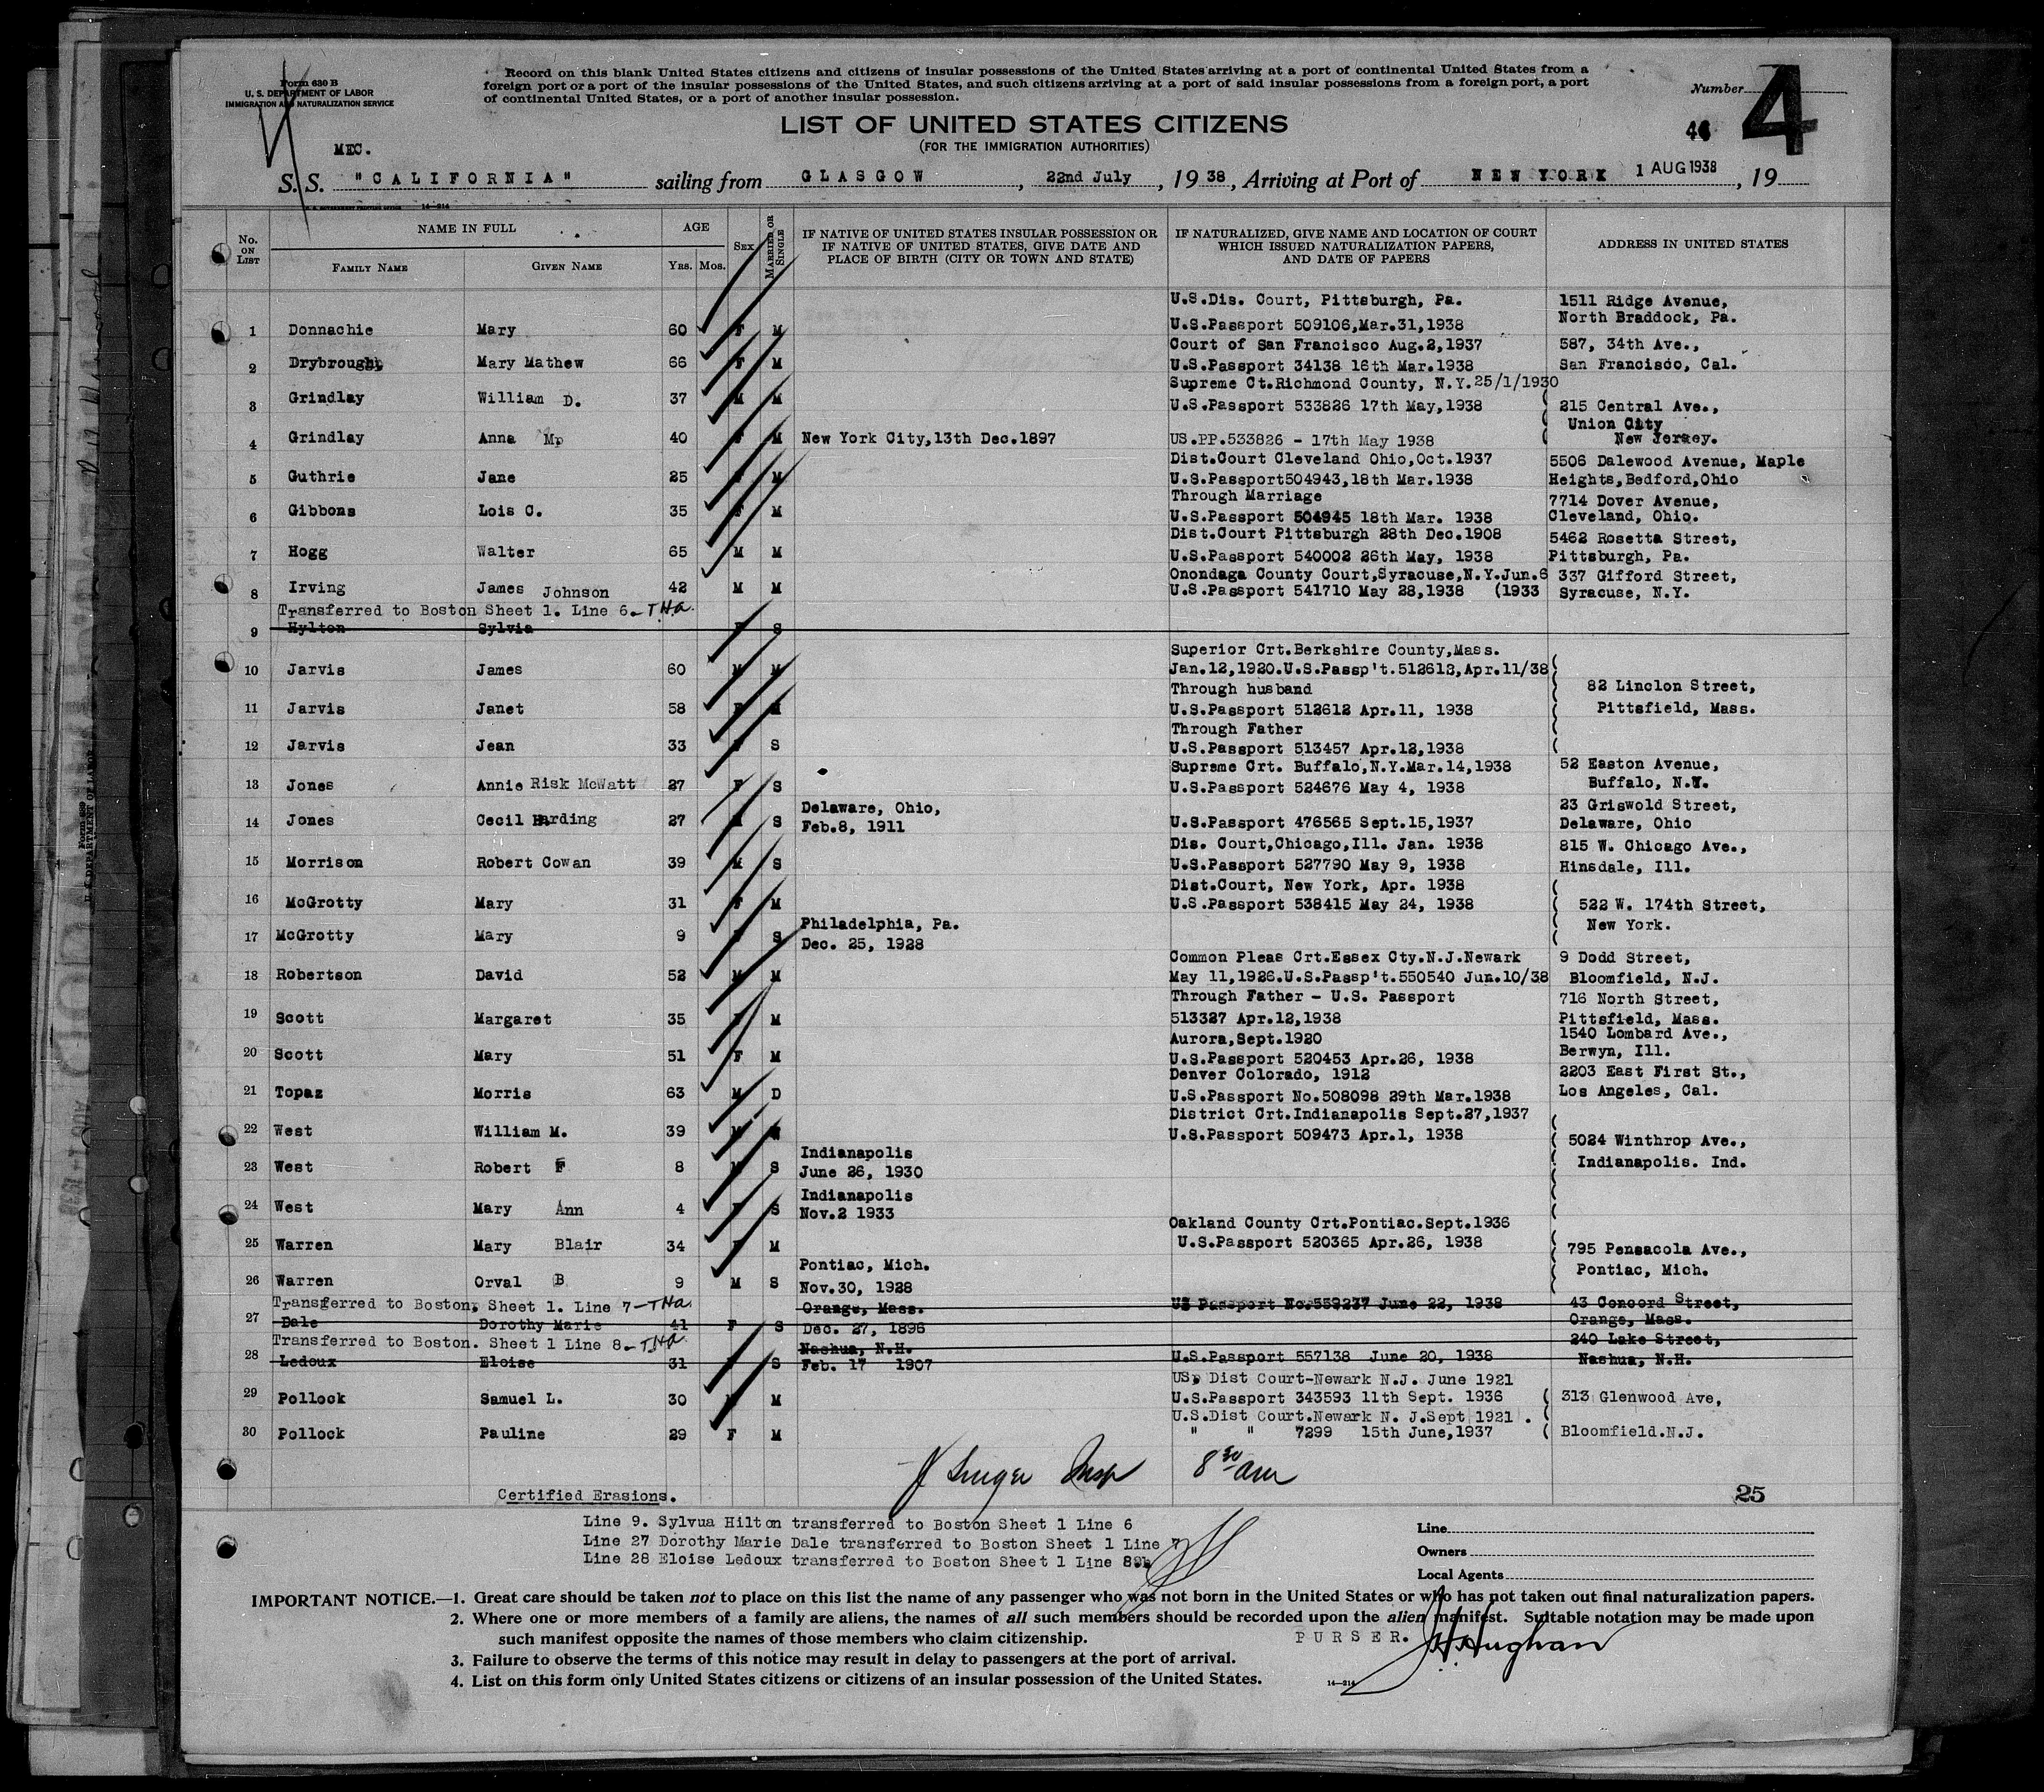 Form 630 B
U. S. DEPARTMENT OF LABOR
IMMIGRATION AND NATURALIZATION SERVICE
Record on this blank United States citizens and citizens of insular possessions of the United States arriving at a port of continental United States from a
foreign port or a port of the insular possessions of the United States, and such citizens arriving at a port of said insular possessions from a foreign port, a port
of continental United States, or a port of another insular possession.
Number 4
LIST OF UNITED STATES CITIZENS
(FOR THE IMMIGRATION AUTHORITIES)
MEC.
S. S. "CALIFORNIA" sailing from GLASGOW, 22nd July, 1938, Arriving at Port of NEW YORK 1 AUG 1938, 19
No. ON LIST
NAME IN FULL
FAMILY NAME GIVEN NAME
AGE
Yrs. Mos.
SEX
MARRIED OR SINGLE
IF NATIVE OF UNITED STATES INSULAR POSSESSION OR
IF NATIVE OF UNITED STATES, GIVE DATE AND
PLACE OF BIRTH (CITY OR TOWN AND STATE)
IF NATURALIZED, GIVE NAME AND LOCATION OF COURT
WHICH ISSUED NATURALIZATION PAPERS,
AND DATE OF PAPERS
ADDRESS IN UNITED STATES
U.S.Dis. Court, Pittsburgh, Pa. 1511 Ridge Avenue,
1 Donnachie Mary 60 F M U.S.Passport 509106,Mar.31,1938 North Braddock, Pa.
Court of San Francisco Aug.2,1937 587, 34th Ave.,
2 Drybrough Mary Mathew 66 F M U.S.Passport 34138 16th Mar.1938 San Francisco, Cal.
Supreme Ct.Richmond County, N.Y.25/1/1930
3 Grindlay William D. 37 M M U.S.Passport 533826 17th May,1938 215 Central Ave.,
Union City
4 Grindlay Anna M 40 F M New York City,13th Dec.1897 US.PP.533826 - 17th May 1938 New Jersey.
Dist.Court Cleveland Ohio,Oct.1937 5506 Dalewood Avenue, Maple
5 Guthrie Jane 25 F M U.S.Passport504943,18th Mar.1938 Heights,Bedford,Ohio
Through Marriage 7714 Dover Avenue,
6 Gibbons Lois C. 35 F M U.S.Passport 504945 18th Mar. 1938 Cleveland, Ohio.
Dist.Court Pittsburgh 28th Dec.1908 5462 Rosetta Street,
7 Hogg Walter 65 M M U.S.Passport 540002 26th May, 1938 Pittsburgh, Pa.
Onondaga County Court,Syracuse,N.Y.Jun.6 337 Gifford Street,
8 Irving James Johnson 42 M M U.S.Passport 541710 May 28,1938 (1933 Syracuse, N.Y.
Transferred to Boston Sheet 1. Line 6 - THa.
9 Hylton Sylvia F S
Superior Crt.Berkshire County,Mass.
10 Jarvis James 60 M M Jan.12,1920.U.S.Passp't.512612,Apr.11/38
Through husband 82 Linclon Street,
11 Jarvis Janet 58 F M U.S.Passport 512612 Apr.11, 1938 Pittsfield, Mass.
Through Father
12 Jarvis Jean 33 F S U.S.Passport 513457 Apr.12,1938
Supreme Crt. Buffalo,N.Y.Mar.14,1938 52 Easton Avenue,
13 Jones Annie Risk McWatt 27 F S U.S.Passport 524676 May 4, 1938 Buffalo, N.Y.
Delaware, Ohio, 23 Griswold Street,
14 Jones Cecil Harding 27 S Feb.8, 1911 U.S.Passport 476565 Sept.15,1937 Delaware, Ohio
Dis. Court,Chicago,Ill. Jan. 1938 815 W. Chicago Ave.,
15 Morrison Robert Cowan 39 M S U.S.Passport 527790 May 9, 1938 Hinsdale, Ill.
Dist.Court, New York, Apr. 1938
16 McGrotty Mary 31 F M U.S.Passport 538415 May 24, 1938 522 W. 174th Street,
Philadelphia, Pa. New York.
17 McGrotty Mary 9 F S Dec. 25, 1928
Common Pleas Crt.Essex Cty.N.J.Newark 9 Dodd Street,
18 Robertson David 52 M M May 11,1926.U.S.Passp't.550540 Jun.10/38 Bloomfield, N.J.
Through Father - U.S. Passport 716 North Street,
19 Scott Margaret 35 F M 513327 Apr.12,1938 Pittsfield, Mass.
Aurora,Sept.1920 1540 Lombard Ave.,
20 Scott Mary 51 F M U.S.Passport 520453 Apr.26, 1938 Berwyn, Ill.
Denver Colorado, 1912 2203 East First St.,
21 Topaz Morris 63 M D U.S.Passport No.508098 29th Mar.1938 Los Angeles, Cal.
District Crt.Indianapolis Sept.27,1937
22 West William M. 39 M M U.S.Passport 509473 Apr.1, 1938 5024 Winthrop Ave.,
Indianapolis Indianapolis. Ind.
23 West Robert F 8 M S June 26, 1930
Indianapolis
24 West Mary Ann 4 F S Nov.2 1933
Oakland County Crt.Pontiac.Sept.1936
25 Warren Mary Blair 34 F M U.S.Passport 520365 Apr.26, 1938 795 Pensacola Ave.,
Pontiac, Mich. Pontiac, Mich.
26 Warren Orval B 9 M S Nov.30, 1928
Transferred to Boston, Sheet 1. Line 7 - THa.
Orange, Mass. US Passport No.559237 June 22, 1938 43 Concord Street,
27 Dale Dorothy Marie 41 F S Dec. 27, 1896 Orange, Mass.
Transferred to Boston. Sheet 1 Line 8 - THa.
Nashua, N.H. 240 Lake Street,
28 Ledoux Eloise 31 F S Feb. 17 1907 U.S.Passport 557138 June 20, 1938 Nashua, N.H.
US. Dist Court-Newark N.J. June 1921
29 Pollock Samuel L. 30 M M U.S.Passport 343593 11th Sept. 1936 313 Glenwood Ave,
U.S.Dist Court.Newark N. J.Sept 1921.
30 Pollock Pauline 29 F M " " 7299 15th June,1937 Bloomfield.N.J.
Insp 8 30 am
Certified Erasions. 25
Line 9. Sylvua Hilton transferred to Boston Sheet 1 Line 6
Line 27 Dorothy Marie Dale transferred to Boston Sheet 1 Line 7
Line 28 Eloise Ledoux transferred to Boston Sheet 1 Line 8
Line
Owners
Local Agents
IMPORTANT NOTICE.—1. Great care should be taken not to place on this list the name of any passenger who was not born in the United States or who has not taken out final naturalization papers.
2. Where one or more members of a family are aliens, the names of all such members should be recorded upon the alien manifest. Suitable notation may be made upon
such manifest opposite the names of those members who claim citizenship.
PURSER.
3. Failure to observe the terms of this notice may result in delay to passengers at the port of arrival.
4. List on this form only United States citizens or citizens of an insular possession of the United States.
14—214